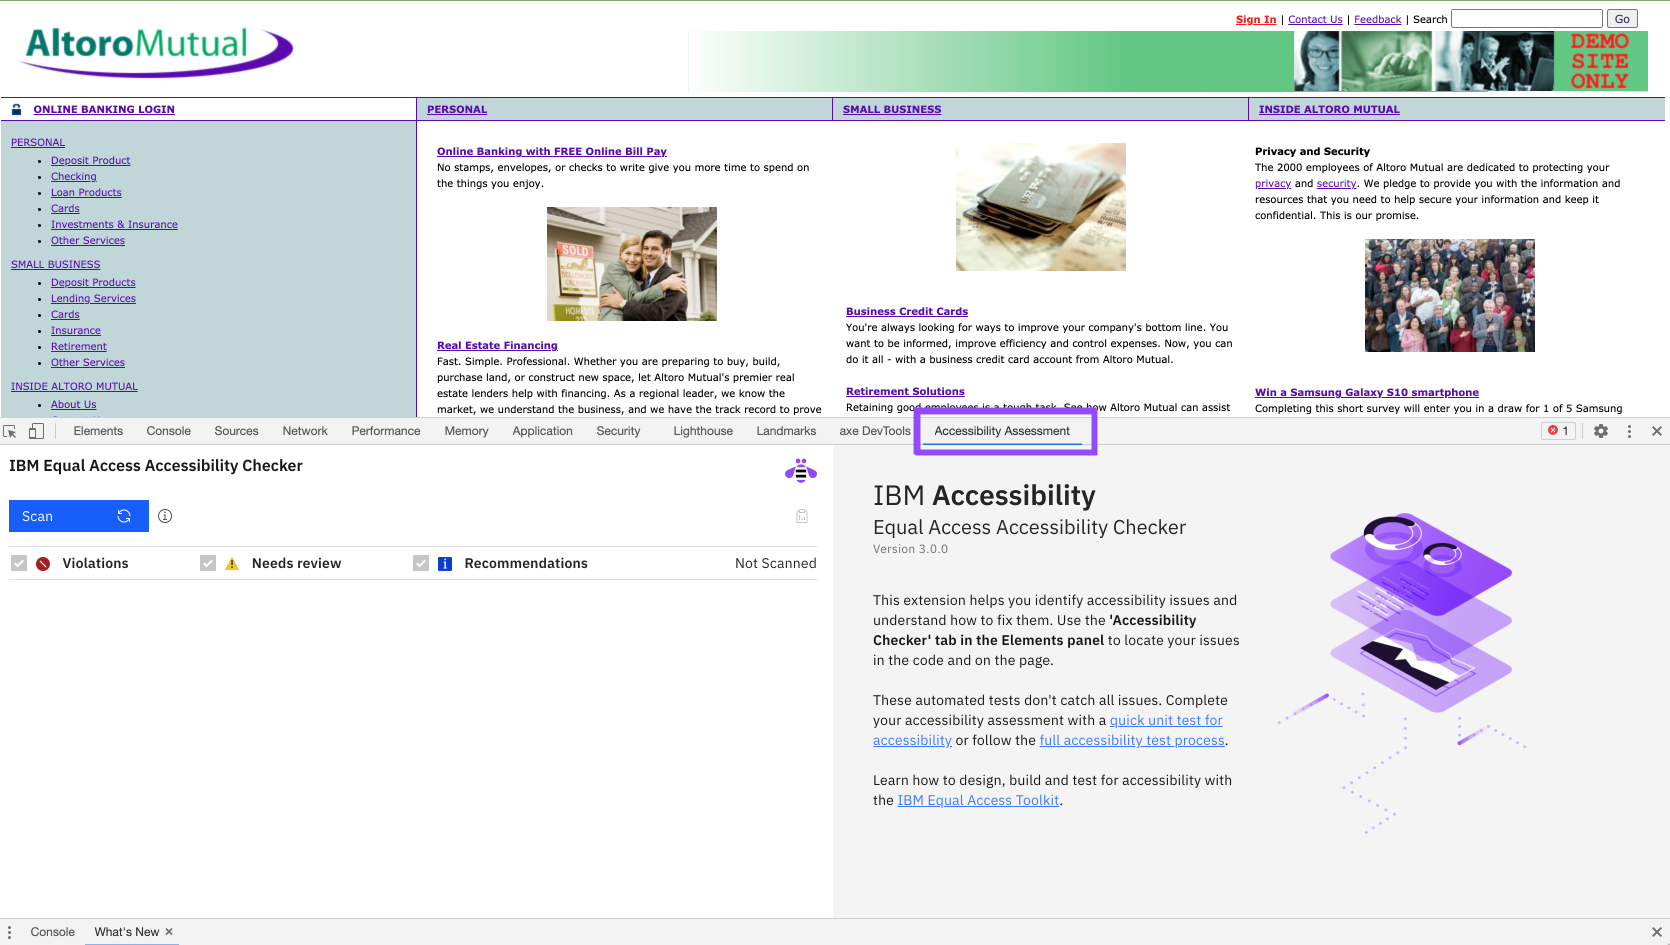 Sign In | Contact Us | Feedback | Search Go
AltoroMutual
DEMO
SITE
ONLY
ONLINE BANKING LOGIN
PERSONAL
SMALL BUSINESS
INSIDE ALTORO MUTUAL
PERSONAL
Deposit Product
Checking
Loan Products
Cards
Investments & Insurance
Other Services
SMALL BUSINESS
Deposit Products
Lending Services
Cards
Insurance
Retirement
Other Services
INSIDE ALTORO MUTUAL
About Us
Online Banking with FREE Online Bill Pay
No stamps, envelopes, or checks to write give you more time to spend on
the things you enjoy.
SOLD
Real Estate Financing
Fast. Simple. Professional. Whether you are preparing to buy, build,
purchase land, or construct new space, let Altoro Mutual's premier real
estate lenders help with financing. As a regional leader, we know the
market, we understand the business, and we have the track record to prove
Business Credit Cards
You're always looking for ways to improve your company's bottom line. You
want to be informed, improve efficiency and control expenses. Now, you can
do it all - with a business credit card account from Altoro Mutual.
Retirement Solutions
Retaining good employees is a tough task. See how Altoro Mutual can assist
Privacy and Security
The 2000 employees of Altoro Mutual are dedicated to protecting your
privacy and security. We pledge to provide you with the information and
resources that you need to help secure your information and keep it
confidential. This is our promise.
Win a Samsung Galaxy S10 smartphone
Completing this short survey will enter you in a draw for 1 of 5 Samsung
Elements Console Sources Network Performance Memory Application Security Lighthouse Landmarks axe DevTools Accessibility Assessment 1
IBM Equal Access Accessibility Checker
Scan
Violations Needs review Recommendations Not Scanned
IBM Accessibility
Equal Access Accessibility Checker
Version 3.0.0
This extension helps you identify accessibility issues and
understand how to fix them. Use the 'Accessibility
Checker' tab in the Elements panel to locate your issues
in the code and on the page.
These automated tests don't catch all issues. Complete
your accessibility assessment with a quick unit test for
accessibility or follow the full accessibility test process.
Learn how to design, build and test for accessibility with
the IBM Equal Access Toolkit.
Console What's New